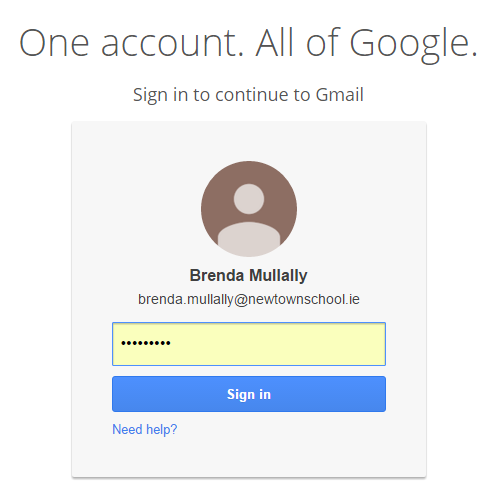 One account. All of Google.
Sign in to continue to Gmail
Brenda Mullally
brenda.mullally@newtownschool.ie
•••••••••
Sign in
Need help?